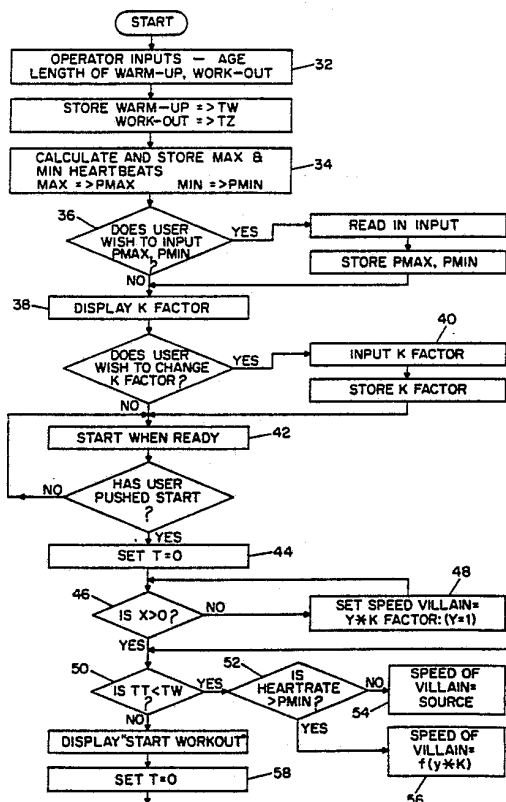 START
OPERATOR INPUTS — AGE
LENGTH OF WARM-UP, WORK-OUT
32
STORE WARM-UP =>TW
WORK-OUT =>TZ
CALCULATE AND STORE MAX &
MIN HEARTBEATS
MAX =>PMAX MIN =>PMIN
34
36
DOES USER
WISH TO INPUT
PMAX, PMIN
?
YES
READ IN INPUT
STORE PMAX, PMIN
NO
38
DISPLAY K FACTOR
40
DOES USER
WISH TO CHANGE
K FACTOR?
YES
INPUT K FACTOR
STORE K FACTOR
NO
START WHEN READY
42
HAS USER
PUSHED START
?
NO
YES
SET T=0
44
46
IS X>0?
NO
48
SET SPEED VILLAIN=
Y*K FACTOR:(Y=1)
YES
50
IS TT<TW
?
YES
52
IS
HEARTRATE
>PMIN?
NO
SPEED OF
VILLAIN=
SOURCE
54
NO
YES
DISPLAY"START WORKOUT"
SPEED OF
VILLAIN=
f(y*K)
SET T=0
58
56